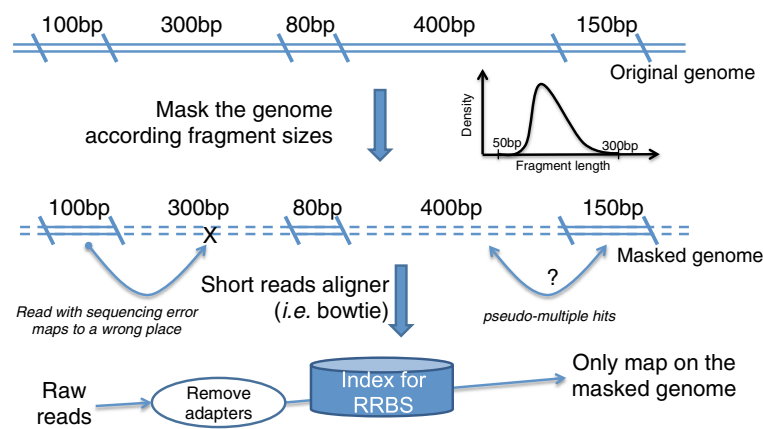 100bp 300bp 80bp 400bp 150bp
Original genome
Mask the genome
according fragment sizes
Density
50bp
300bp
Fragment length
100bp 300bp 80bp 400bp 150bp
X
Masked genome
Read with sequencing error
maps to a wrong place
Short reads aligner
(i.e. bowtie)
?
pseudo-multiple hits
Raw
reads
Remove
adapters
Index for
RRBS
Only map on the
masked genome